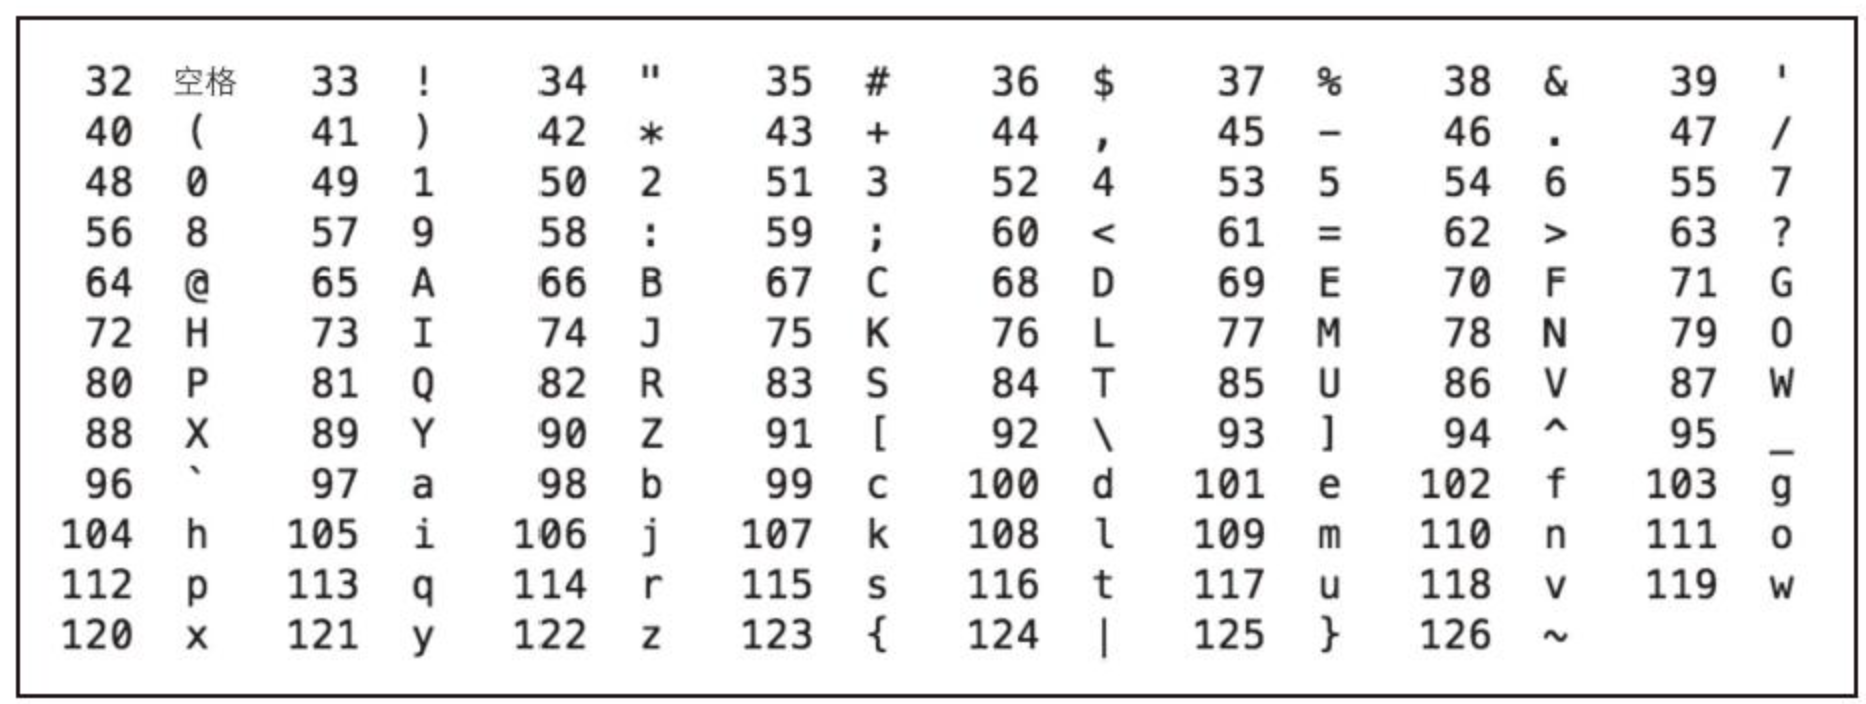 32 空格 33 ! 34 " 35 # 36 $ 37 % 38 & 39 '
40 ( 41 ) 42 * 43 + 44 , 45 - 46 . 47 /
48 0 49 1 50 2 51 3 52 4 53 5 54 6 55 7
56 8 57 9 58 : 59 ; 60 < 61 = 62 > 63 ?
64 @ 65 A 66 B 67 C 68 D 69 E 70 F 71 G
72 H 73 I 74 J 75 K 76 L 77 M 78 N 79 O
80 P 81 Q 82 R 83 S 84 T 85 U 86 V 87 W
88 X 89 Y 90 Z 91 [ 92 \ 93 ] 94 ^ 95 _
96 ` 97 a 98 b 99 c 100 d 101 e 102 f 103 g
104 h 105 i 106 j 107 k 108 l 109 m 110 n 111 o
112 p 113 q 114 r 115 s 116 t 117 u 118 v 119 w
120 x 121 y 122 z 123 { 124 | 125 } 126 ~